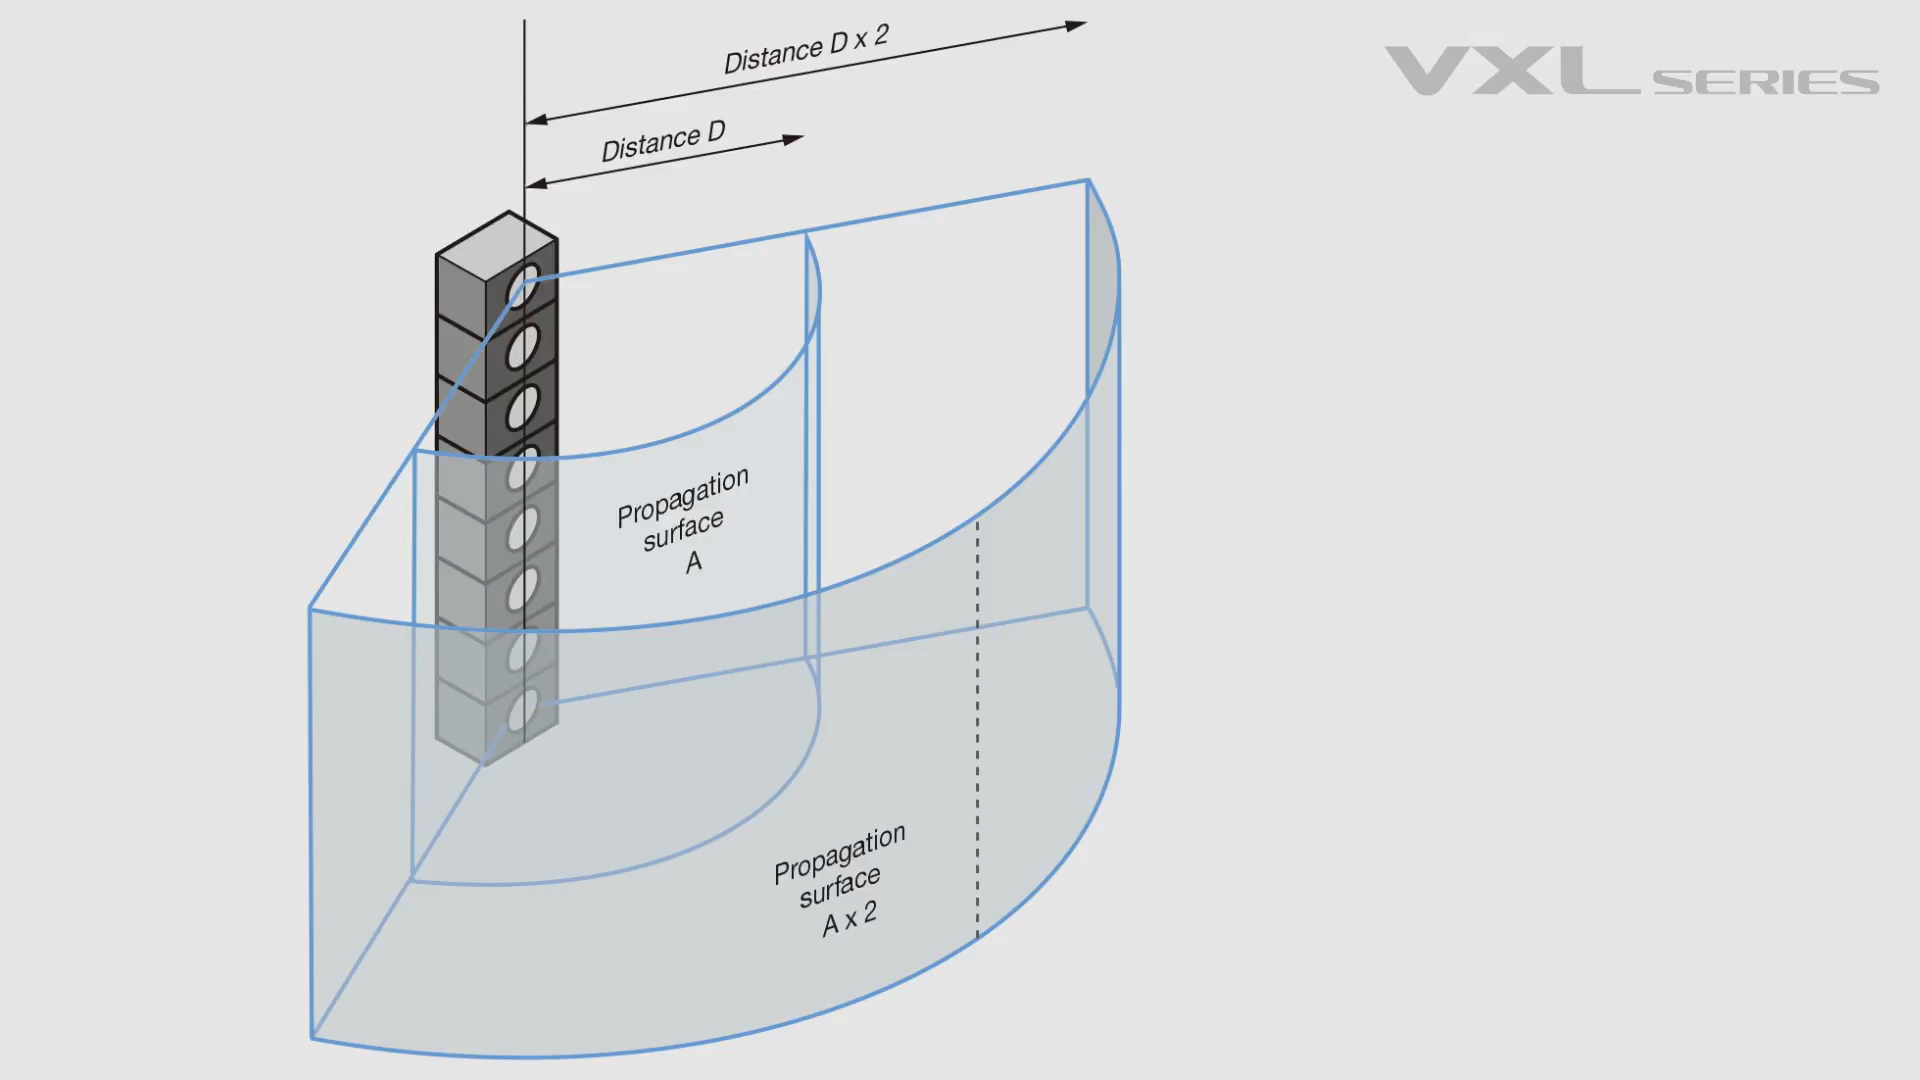 Distance D x 2
VXL SERIES
Distance D
Propagation
surface
A
Propagation
surface
A x 2